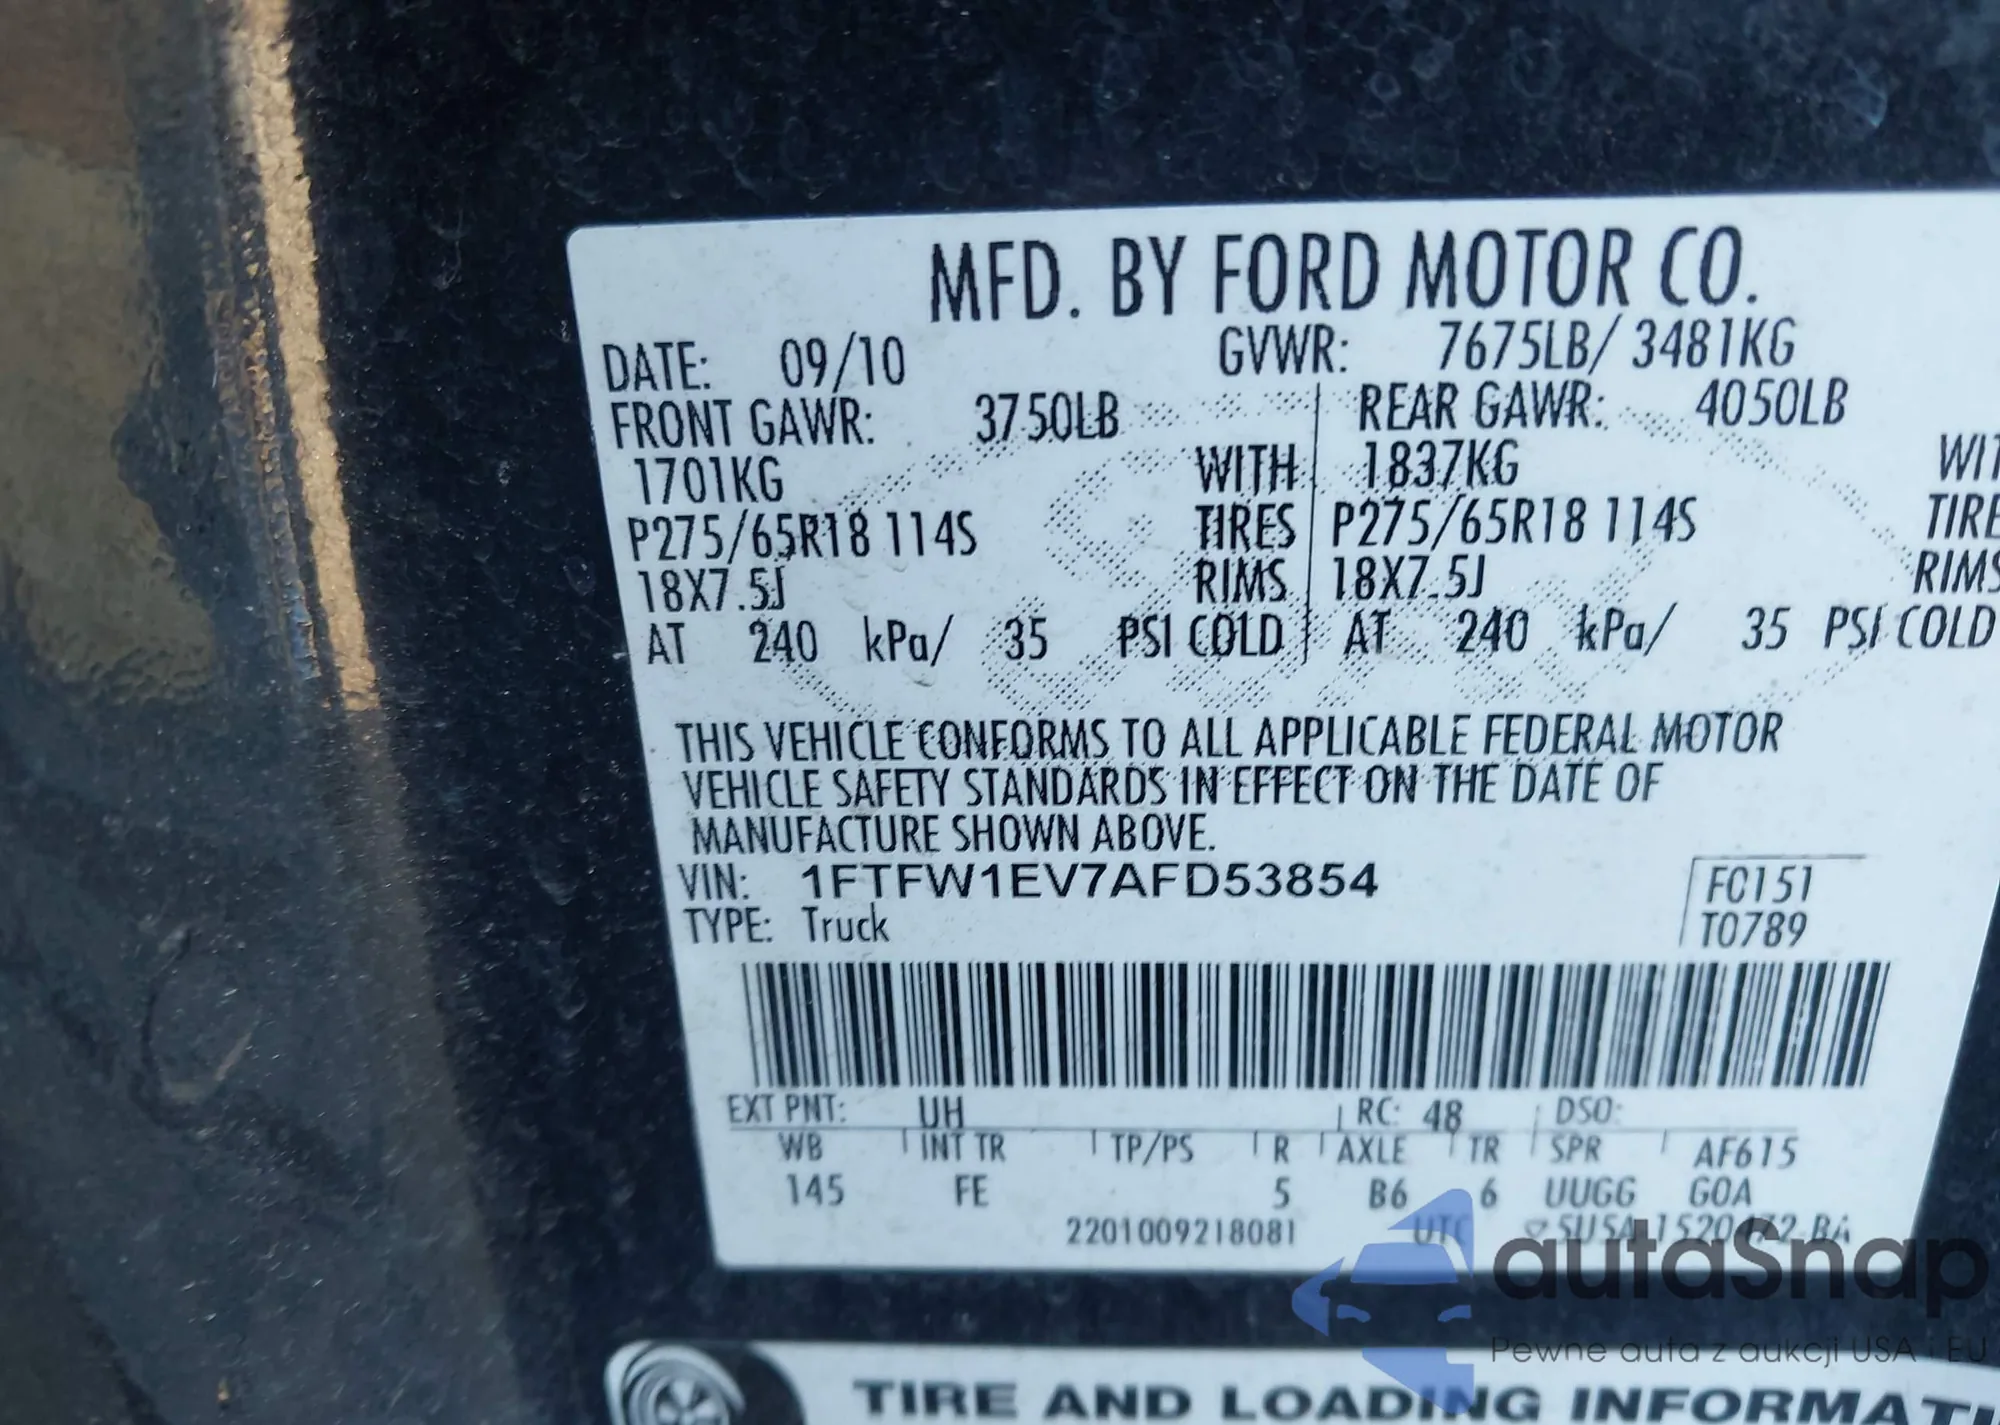 MFD. BY FORD MOTOR CO.
DATE: 09/10 GVWR: 7675LB/ 3481KG
FRONT GAWR: 3750LB REAR GAWR: 4050LB
1701KG WITH 1837KG WIT
P275/65R18 114S TIRES P275/65R18 114S TIRE
18X7.5J RIMS 18X7.5J RIMS
AT 240 kPa/ 35 PSI COLD AT 240 kPa/ 35 PSI COLD
THIS VEHICLE CONFORMS TO ALL APPLICABLE FEDERAL MOTOR
VEHICLE SAFETY STANDARDS IN EFFECT ON THE DATE OF
MANUFACTURE SHOWN ABOVE.
VIN: 1FTFW1EV7AFD53854 FC151
TYPE: Truck T0789
EXT PNT: UH RC: 48 DSO:
WB INT TR TP/PS R AXLE TR SPR AF615
145 FE 5 B6 6 UUGG GOA
2201009218081 UTC
autaSnap
Pewne auta z aukcji USA i EU
TIRE AND LOADING INFORMATI